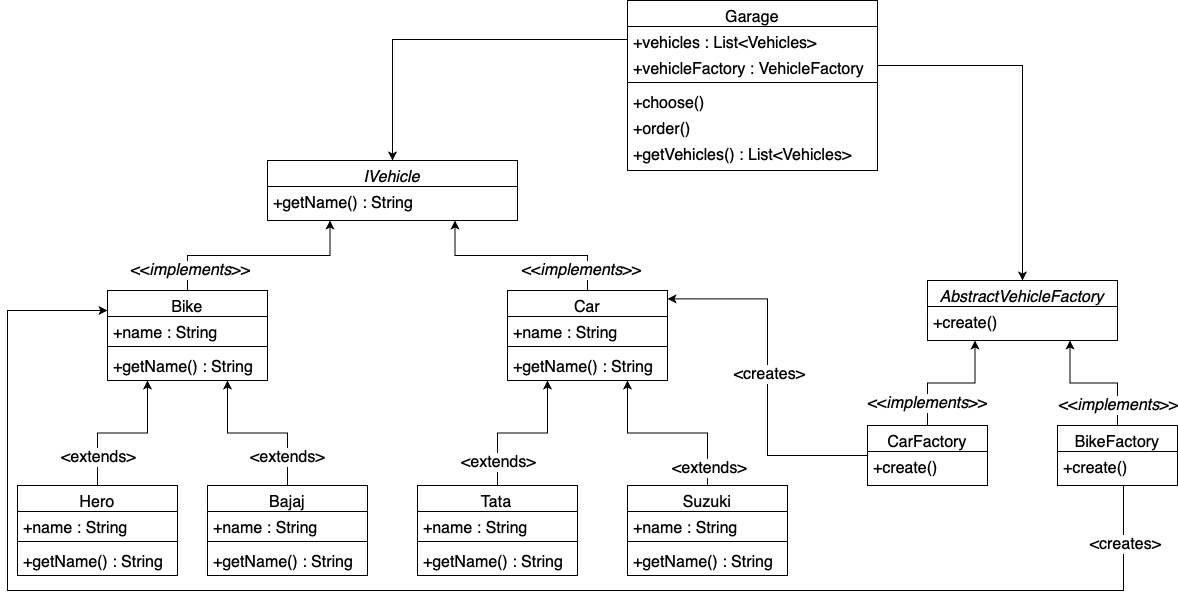 Garage
+vehicles : List<Vehicles>
+vehicleFactory : VehicleFactory
+choose()
+order()
+getVehicles() : List<Vehicles>
IVehicle
+getName() : String
<<implements>>
<<implements>>
Bike
+name : String
+getName() : String
Car
+name : String
+getName() : String
AbstractVehicleFactory
+create()
<creates>
<<implements>>
<<implements>>
CarFactory
+create()
BikeFactory
+create()
<extends>
<extends>
<extends>
<extends>
Hero
+name : String
+getName() : String
Bajaj
+name : String
+getName() : String
Tata
+name : String
+getName() : String
Suzuki
+name : String
+getName() : String
<creates>